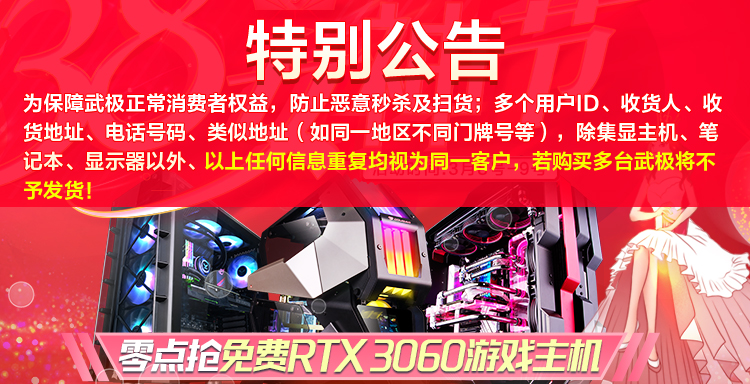 特别公告
为保障武极正常消费者权益，防止恶意秒杀及扫货；多个用户ID、收货人、收
货地址、电话号码、类似地址（如同一地区不同门牌号等），除集显主机、笔
记本、显示器以外、以上任何信息重复均视为同一客户，若购买多台武极将不
予发货！
零点抢免费RTX 3060游戏主机